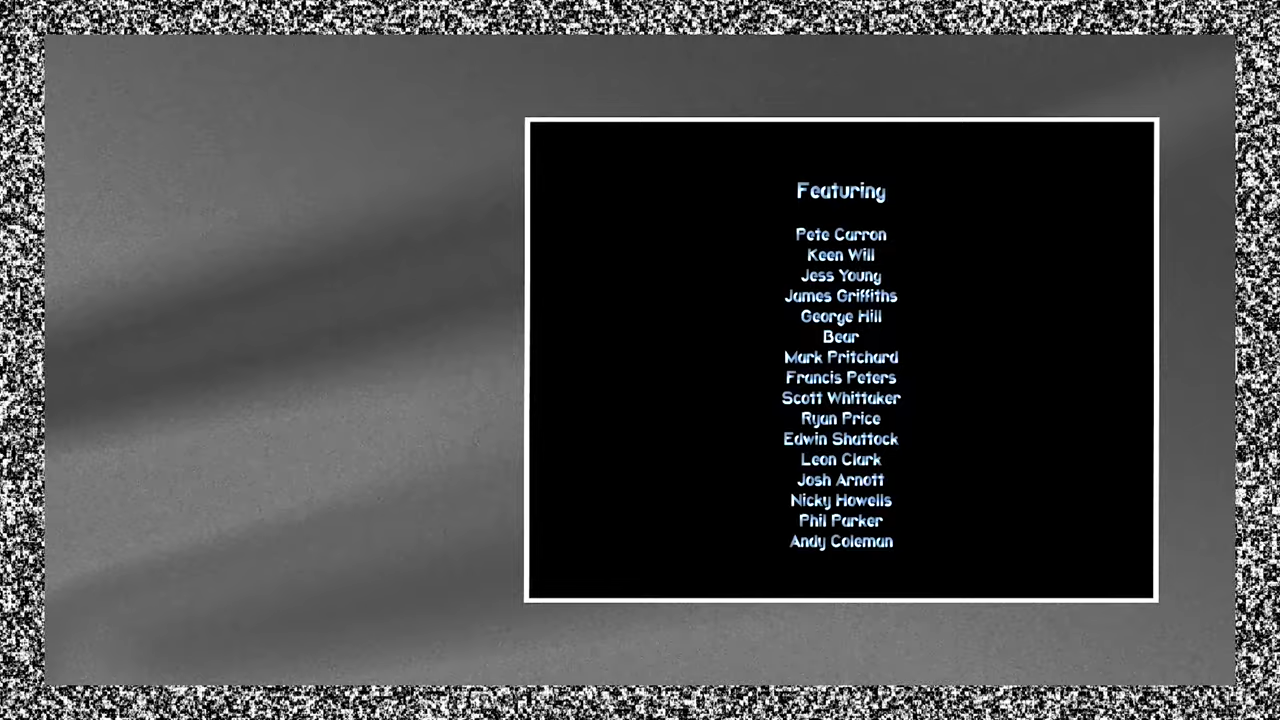 Featuring
Pete Carron
Keen Will
Jess Young
James Griffiths
George Hill
Bear
Mark Pritchard
Francis Peters
Scott Whittaker
Ryan Price
Edwin Shattock
Leon Clark
Josh Arnott
Nicky Howells
Phil Parker
Andy Coleman